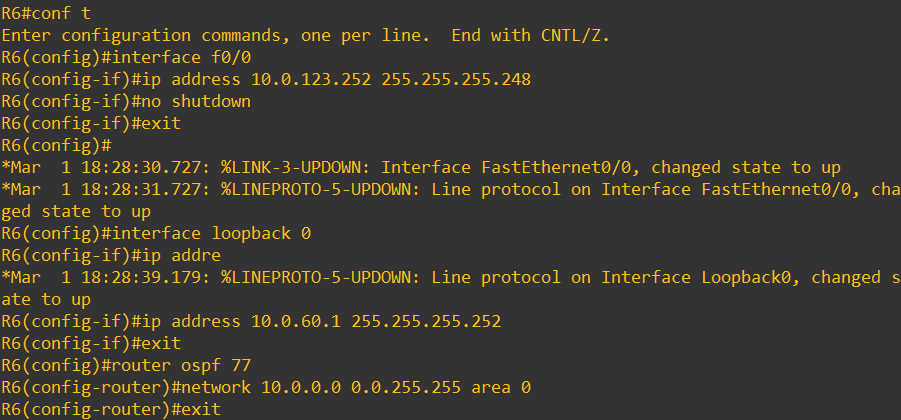 R6#conf t
Enter configuration commands, one per line.  End with CNTL/Z.
R6(config)#interface f0/0
R6(config-if)#ip address 10.0.123.252 255.255.255.248
R6(config-if)#no shutdown
R6(config-if)#exit
R6(config)#
*Mar  1 18:28:30.727: %LINK-3-UPDOWN: Interface FastEthernet0/0, changed state to up
*Mar  1 18:28:31.727: %LINEPROTO-5-UPDOWN: Line protocol on Interface FastEthernet0/0, cha
ged state to up
R6(config)#interface loopback 0
R6(config-if)#ip addre
*Mar  1 18:28:39.179: %LINEPROTO-5-UPDOWN: Line protocol on Interface Loopback0, changed s
ate to up
R6(config-if)#ip address 10.0.60.1 255.255.255.252
R6(config-if)#exit
R6(config)#router ospf 77
R6(config-router)#network 10.0.0.0 0.0.255.255 area 0
R6(config-router)#exit